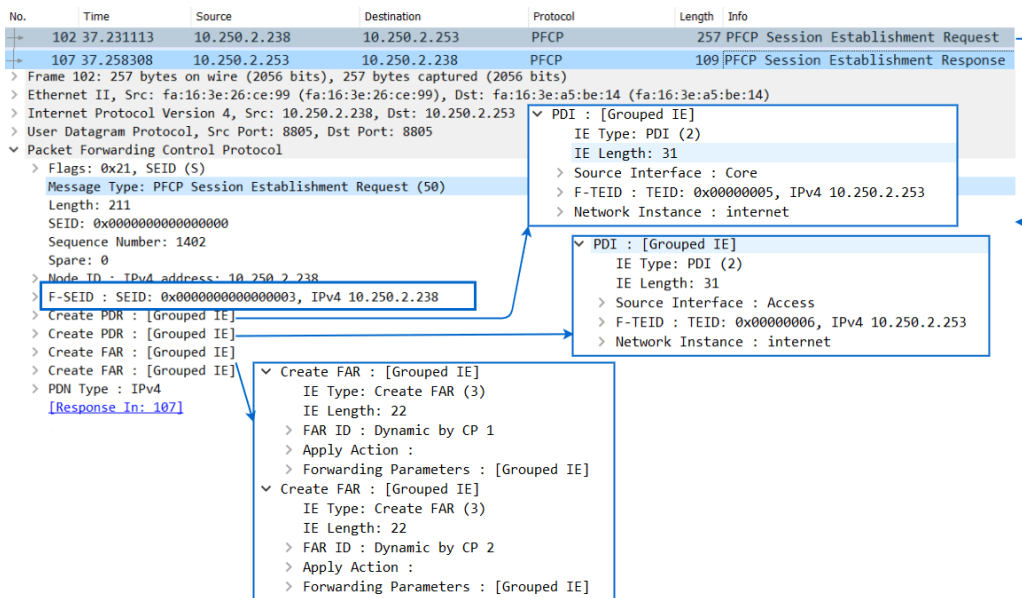 No. Time Source Destination Protocol Length Info
102 37.231113 10.250.2.238 10.250.2.253 PFCP 257 PFCP Session Establishment Request
107 37.258308 10.250.2.253 10.250.2.238 PFCP 109 PFCP Session Establishment Response
Frame 102: 257 bytes on wire (2056 bits), 257 bytes captured (2056 bits)
Ethernet II, Src: fa:16:3e:26:ce:99 (fa:16:3e:26:ce:99), Dst: fa:16:3e:a5:be:14 (fa:16:3e:a5:be:14)
Internet Protocol Version 4, Src: 10.250.2.238, Dst: 10.250.2.253
User Datagram Protocol, Src Port: 8805, Dst Port: 8805
Packet Forwarding Control Protocol
Flags: 0x21, SEID (S)
Message Type: PFCP Session Establishment Request (50)
Length: 211
SEID: 0x0000000000000000
Sequence Number: 1402
Spare: 0
Node ID : IPv4 address: 10.250.2.238
F-SEID : SEID: 0x0000000000000003, IPv4 10.250.2.238
Create PDR : [Grouped IE]
Create PDR : [Grouped IE]
Create FAR : [Grouped IE]
Create FAR : [Grouped IE]
PDN Type : IPv4
[Response In: 107]
PDI : [Grouped IE]
IE Type: PDI (2)
IE Length: 31
Source Interface : Core
F-TEID : TEID: 0x00000005, IPv4 10.250.2.253
Network Instance : internet
PDI : [Grouped IE]
IE Type: PDI (2)
IE Length: 31
Source Interface : Access
F-TEID : TEID: 0x00000006, IPv4 10.250.2.253
Network Instance : internet
Create FAR : [Grouped IE]
IE Type: Create FAR (3)
IE Length: 22
FAR ID : Dynamic by CP 1
Apply Action :
Forwarding Parameters : [Grouped IE]
Create FAR : [Grouped IE]
IE Type: Create FAR (3)
IE Length: 22
FAR ID : Dynamic by CP 2
Apply Action :
Forwarding Parameters : [Grouped IE]